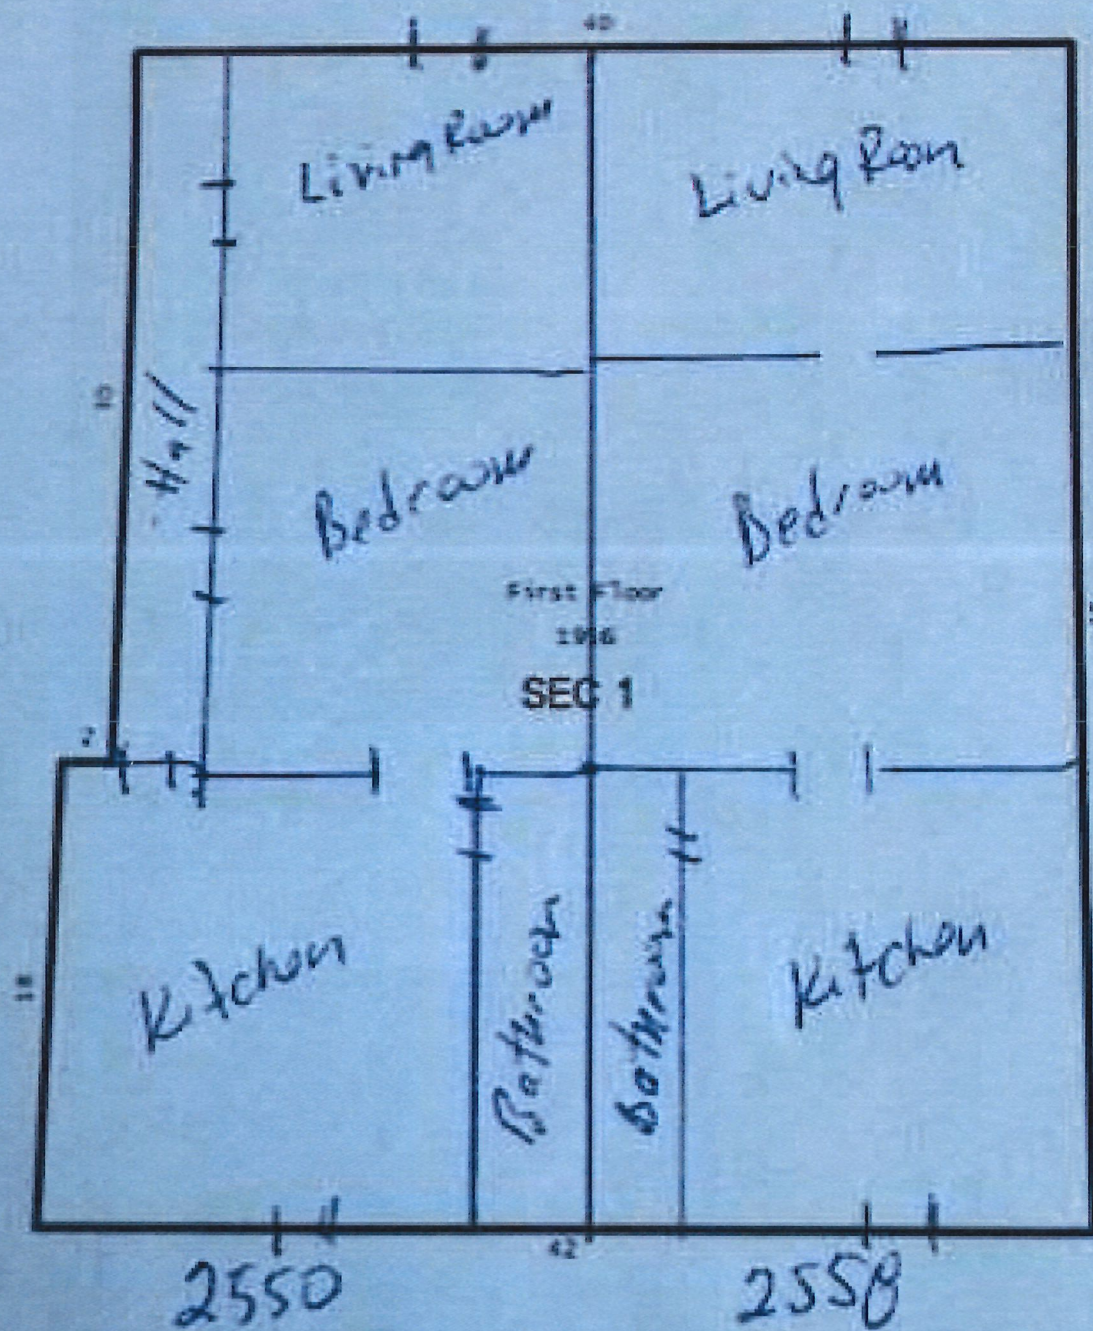 40
Living Room
Living Room
Hall
Bedroom
Bedroom
First Floor
SEC 1
2
Kitchen
Bathroom
Bathroom
Kitchen
18
42
2550
2558